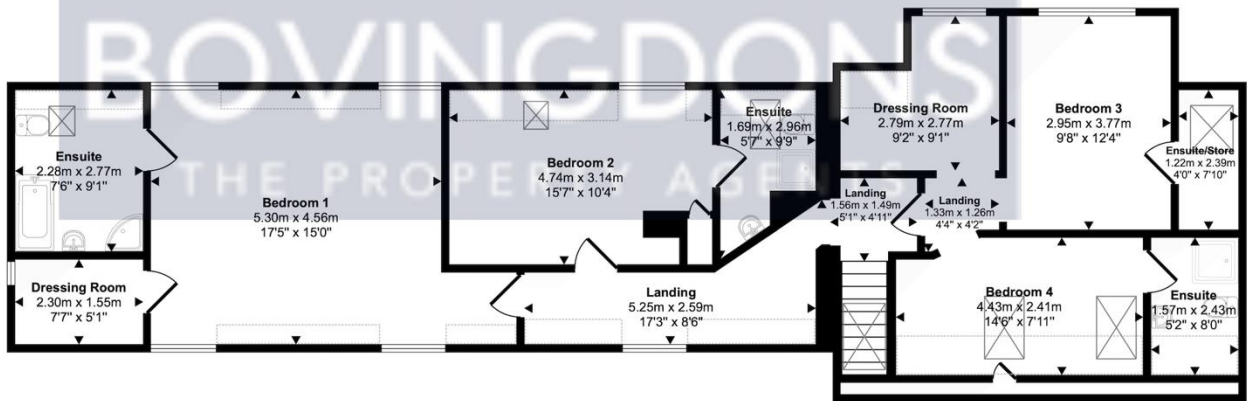 BOVINGDONS
THE PROPERTY AGENTS
Ensuite
2.28m x 2.77m
7'6" x 9'1"
Dressing Room
2.30m x 1.55m
7'7" x 5'1"
Bedroom 1
5.30m x 4.56m
17'5" x 15'0"
Bedroom 2
4.74m x 3.14m
15'7" x 10'4"
Ensuite
1.69m x 2.96m
5'7" x 9'9"
Landing
5.25m x 2.59m
17'3" x 8'6"
Landing
1.56m x 1.49m
5'1" x 4'11"
Dressing Room
2.79m x 2.77m
9'2" x 9'1"
Landing
1.33m x 1.26m
4'4" x 4'2"
Bedroom 3
2.95m x 3.77m
9'8" x 12'4"
Ensuite/Store
1.22m x 2.39m
4'0" x 7'10"
Bedroom 4
4.43m x 2.41m
14'6" x 7'11"
Ensuite
1.57m x 2.43m
5'2" x 8'0"